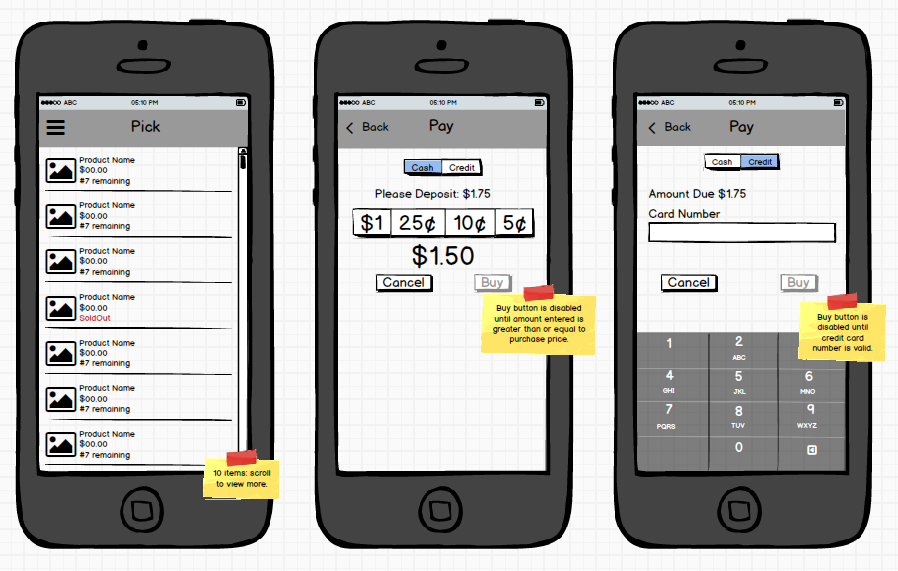 ●●●○○ ABC 05:10 PM
Pick
Product Name
$00.00
#7 remaining
Product Name
$00.00
#7 remaining
Product Name
$00.00
#7 remaining
Product Name
$00.00
SoldOut
Product Name
$00.00
#7 remaining
Product Name
$00.00
#7 remaining
Product Name
$00.00
#7 remaining
10 items: scroll
to view more.
●●●○○ ABC 05:10 PM
Back Pay
Cash Credit
Please Deposit: $1.75
$1 25¢ 10¢ 5¢
$1.50
Cancel Buy
Buy button is disabled
until amount entered is
greater than or equal to
purchase price.
●●●○○ ABC 05:10 PM
Back Pay
Cash Credit
Amount Due $1.75
Card Number
Cancel Buy
Buy button is
disabled until
credit card
number is valid.
1 2
ABC
4 5 6
GHI JKL MNO
7 8 9
PQRS TUV WXYZ
0